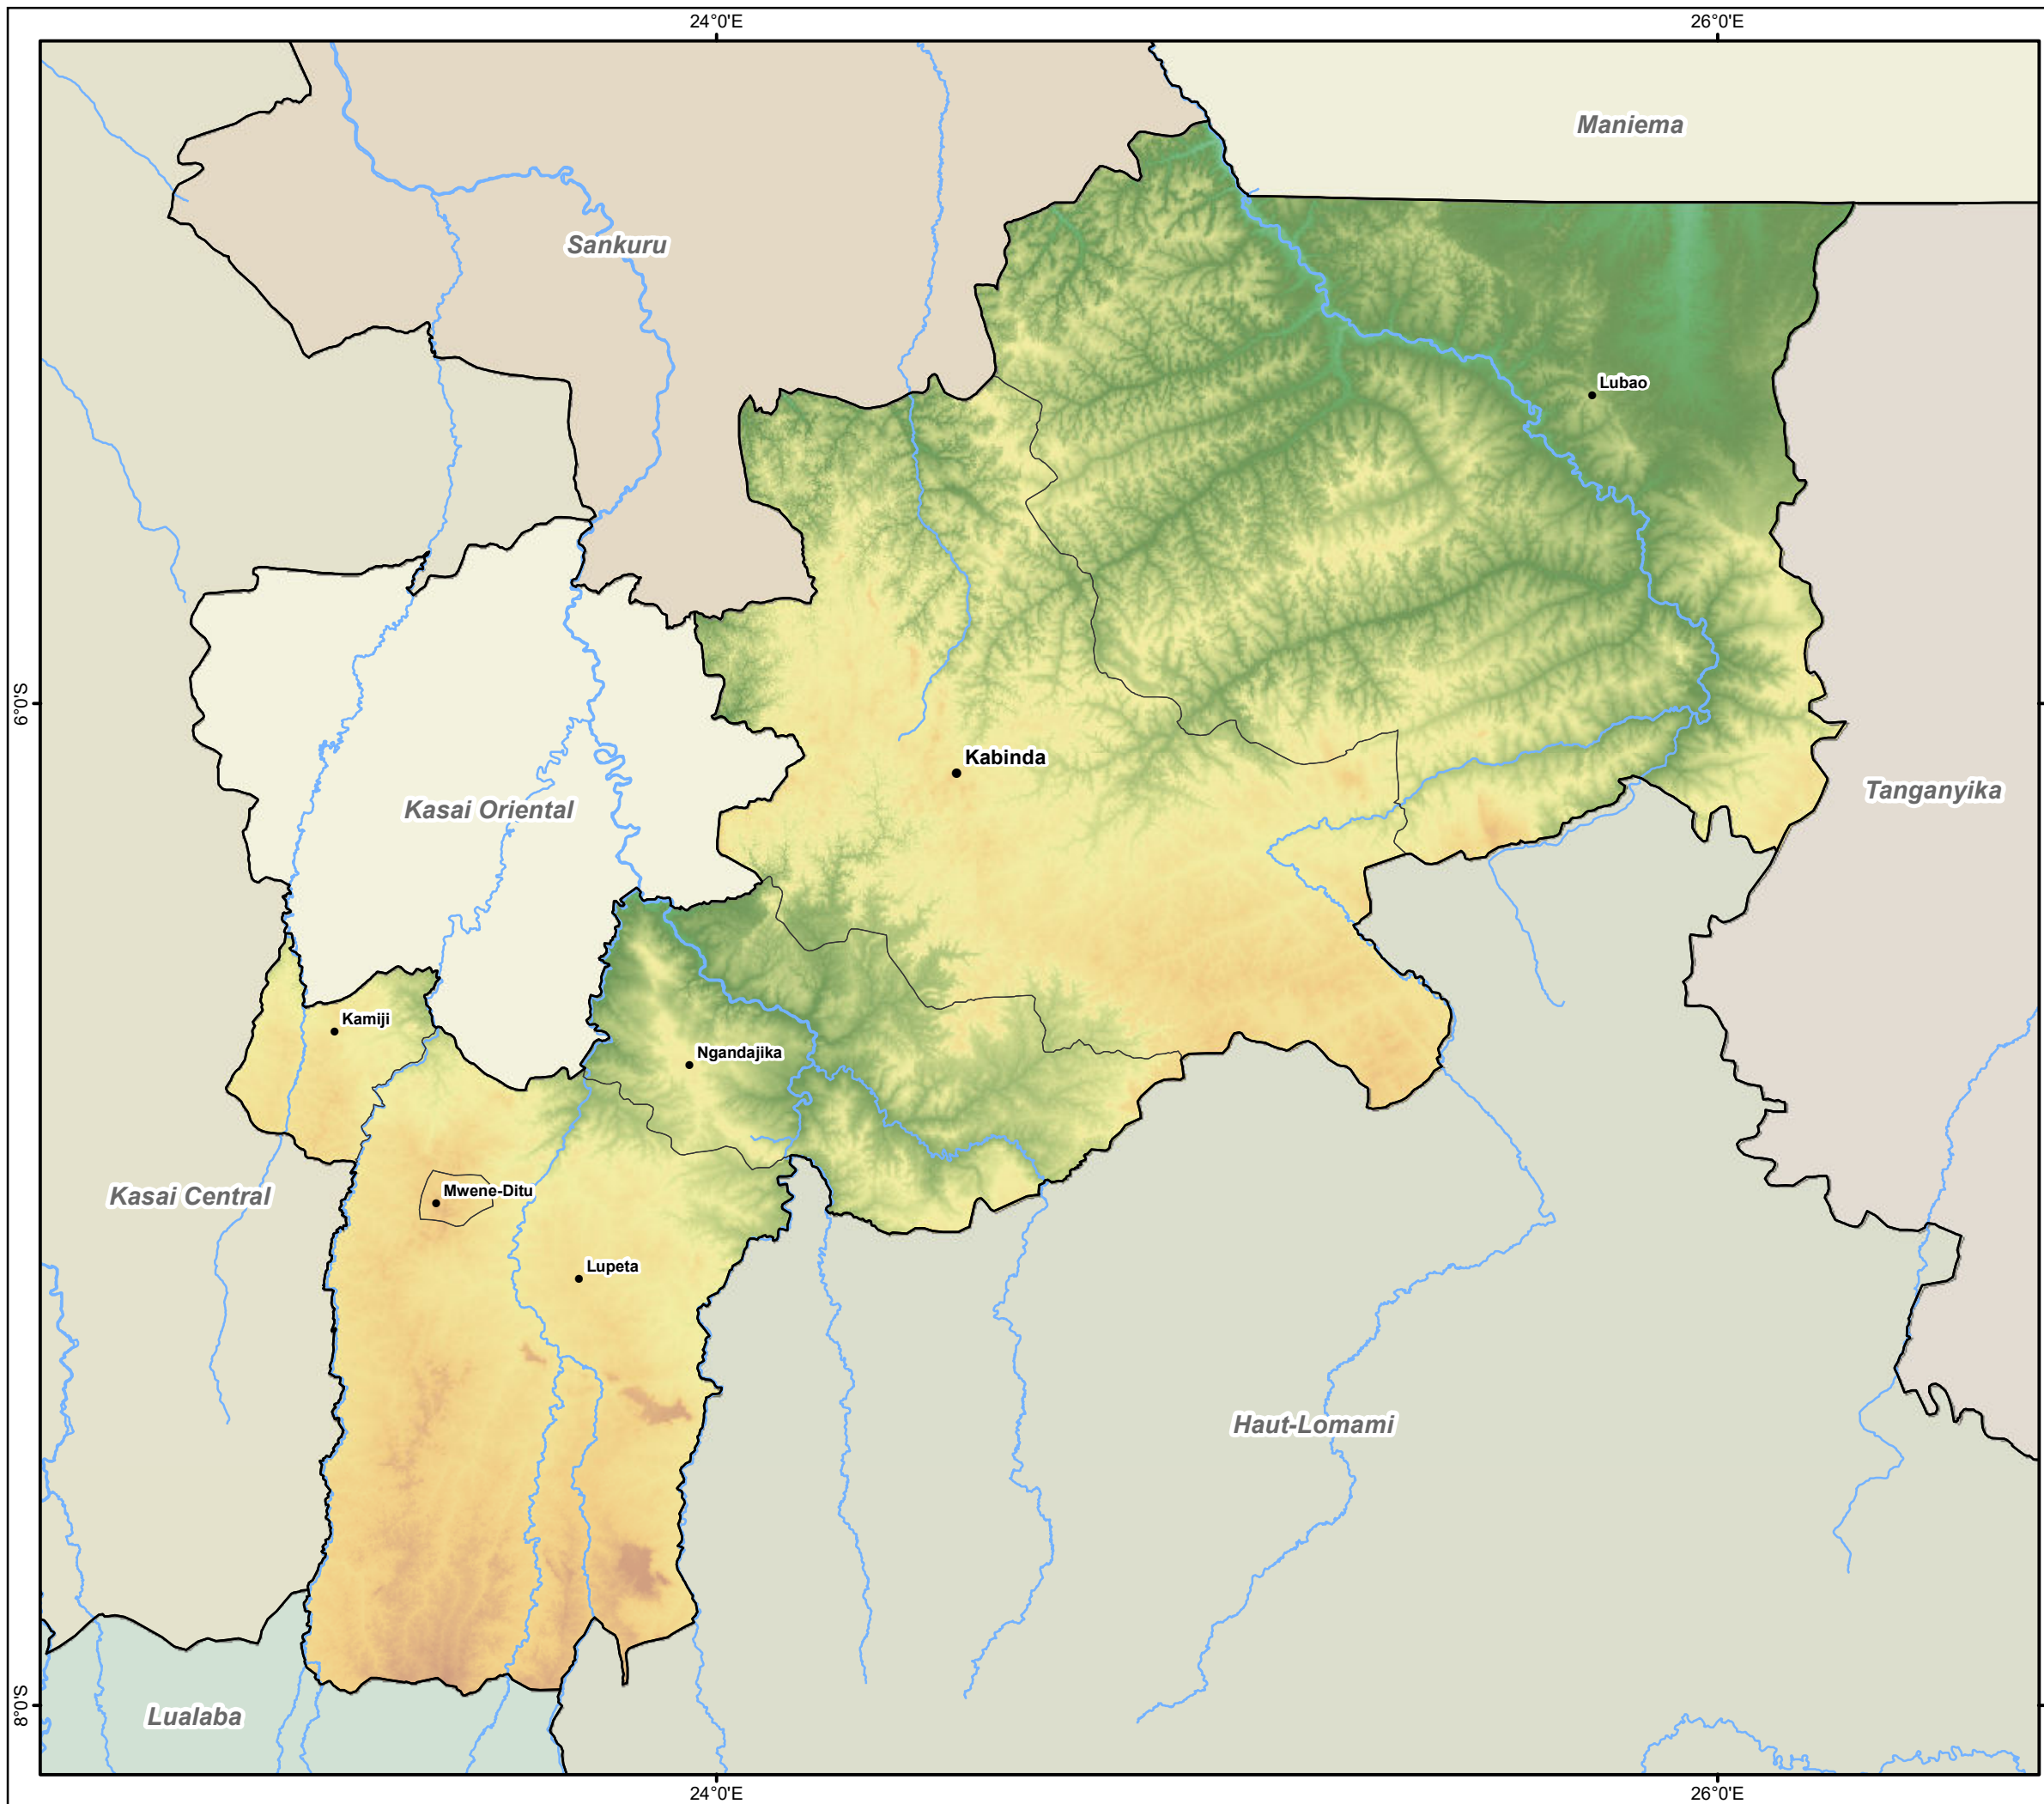 24°0'E
26°0'E
Maniema
Sankuru
Lubao
6°0'S
Kabinda
Tanganyika
Kasai Oriental
Kamiji
Ngandajika
Kasai Central
Mwene-Ditu
Lupeta
Haut-Lomami
8°0'S
Lualaba
24°0'E
26°0'E